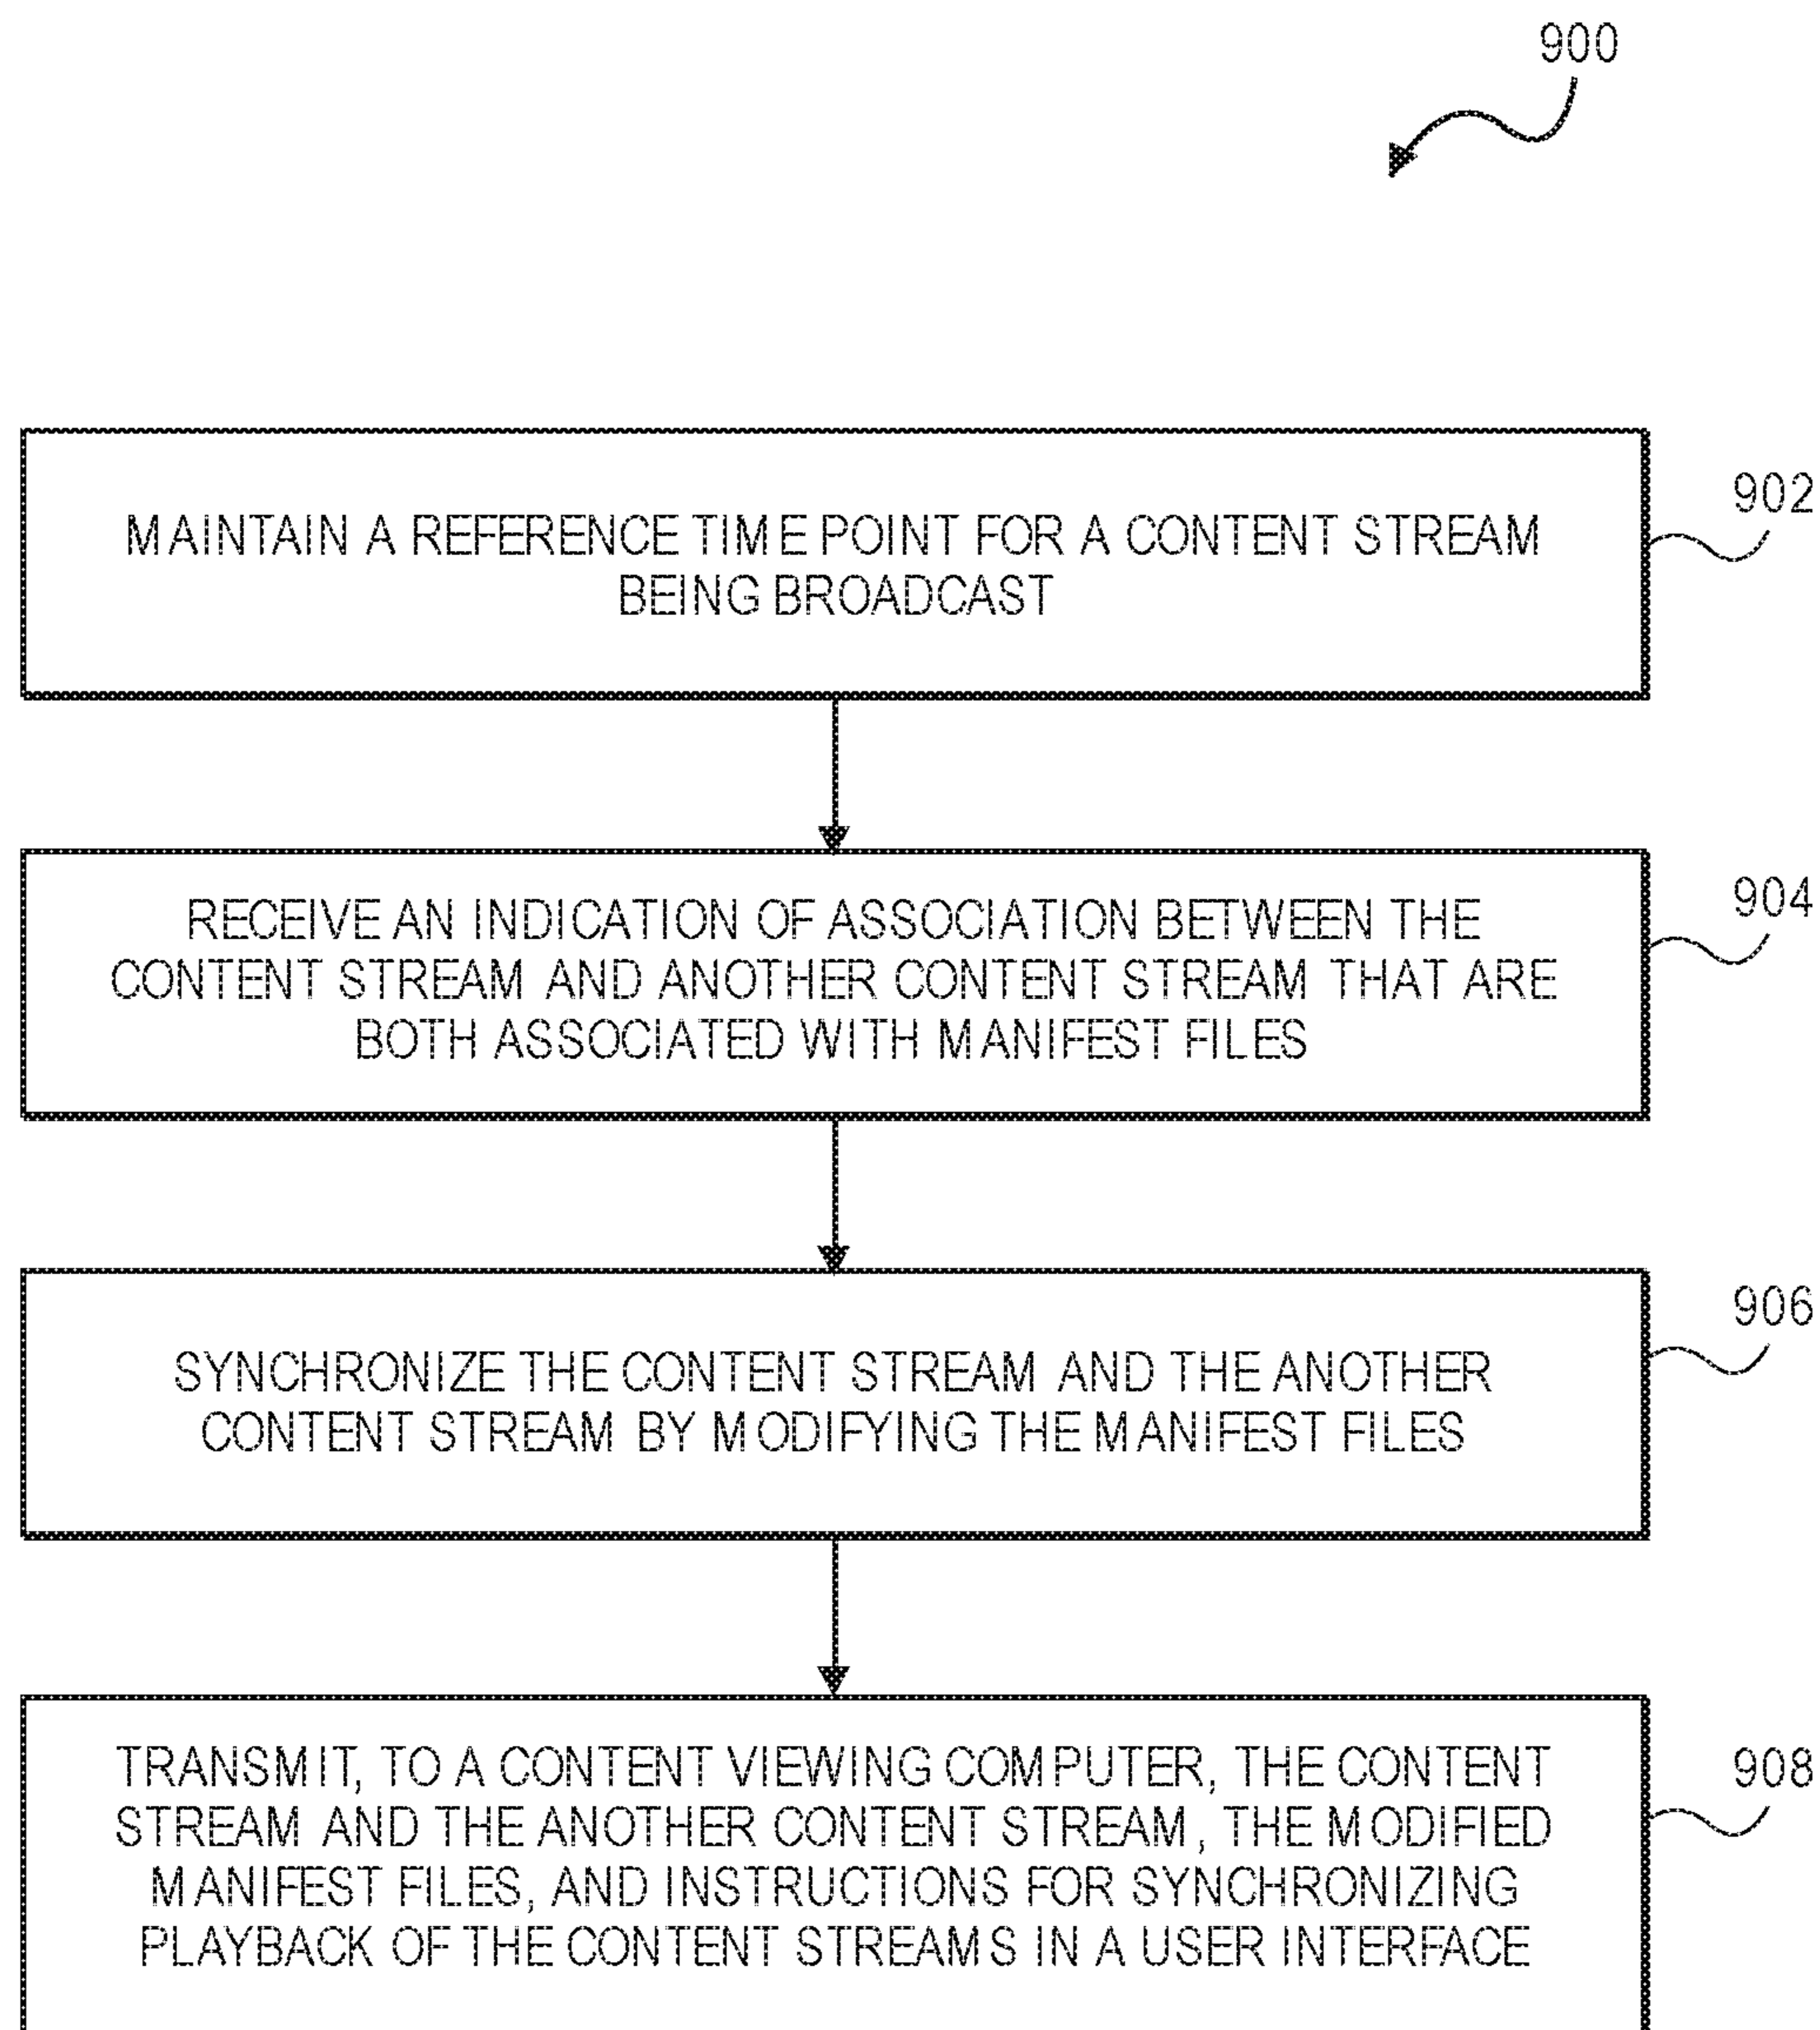 900
MAINTAIN A REFERENCE TIME POINT FOR A CONTENT STREAM
BEING BROADCAST
902
RECEIVE AN INDICATION OF ASSOCIATION BETWEEN THE
CONTENT STREAM AND ANOTHER CONTENT STREAM THAT ARE
BOTH ASSOCIATED WITH MANIFEST FILES
904
SYNCHRONIZE THE CONTENT STREAM AND THE ANOTHER
CONTENT STREAM BY MODIFYING THE MANIFEST FILES
906
TRANSMIT, TO A CONTENT VIEWING COMPUTER, THE CONTENT
STREAM AND THE ANOTHER CONTENT STREAM, THE MODIFIED
MANIFEST FILES, AND INSTRUCTIONS FOR SYNCHRONIZING
PLAYBACK OF THE CONTENT STREAMS IN A USER INTERFACE
908